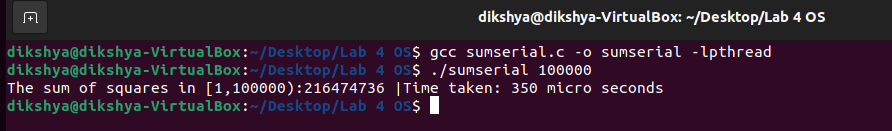 dikshya@dikshya-VirtualBox: ~/Desktop/Lab 4 OS
dikshya@dikshya-VirtualBox:~/Desktop/Lab 4 OS$ gcc sumserial.c -o sumserial -lpthread
dikshya@dikshya-VirtualBox:~/Desktop/Lab 4 OS$ ./sumserial 100000
The sum of squares in [1,100000):216474736 |Time taken: 350 micro seconds
dikshya@dikshya-VirtualBox:~/Desktop/Lab 4 OS$